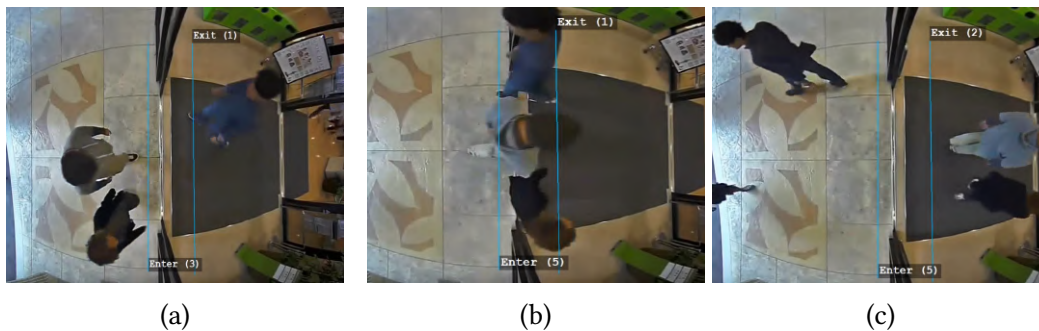 Exit (1)
Enter (3)
Exit (1)
Enter (5)
Exit (2)
Enter (5)
(a)
(b)
(c)